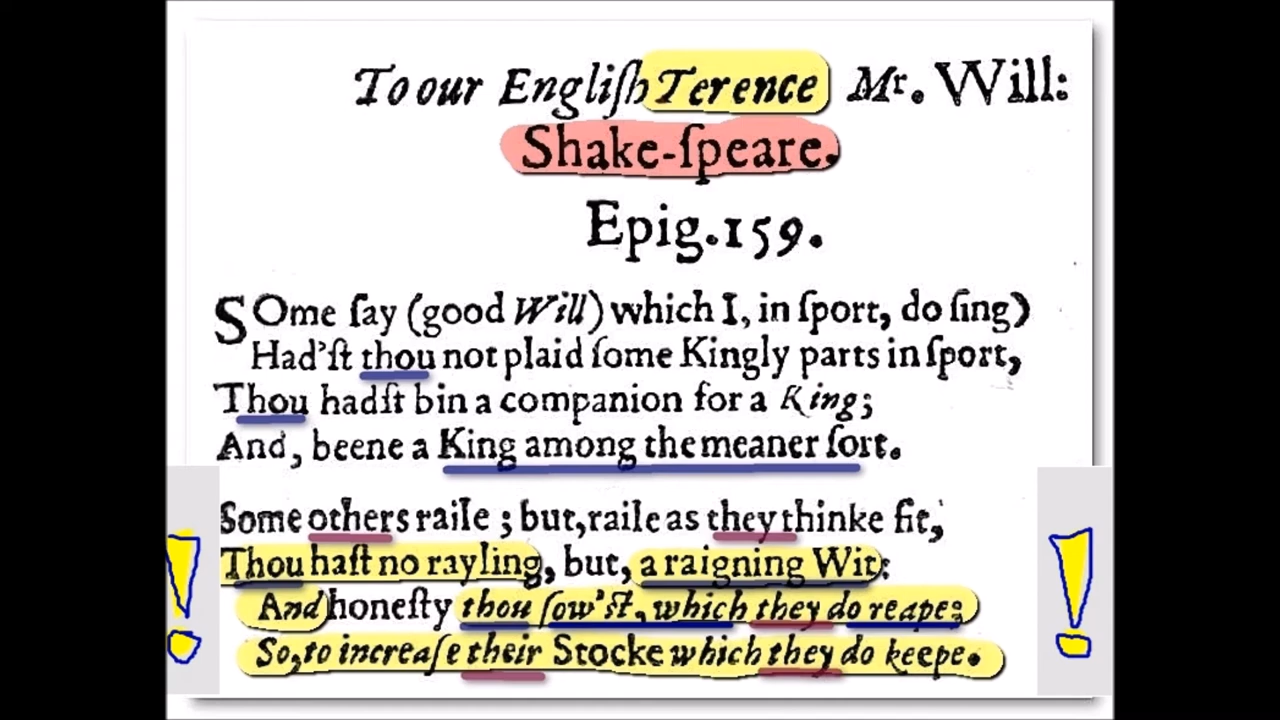 To our Engliſh Terence Mr. Will:
Shake-ſpeare.
Epig. 159.
SOme ſay (good Will) which I, in ſport, do ſing)
Had'ſt thou not plaid ſome Kingly parts in ſport,
Thou hadſt bin a companion for a King;
And, beene a King among the meaner ſort.
Some others raile; but, raile as they thinke fit,
Thou haſt no rayling, but, a raigning Wit:
And honeſty thou ſow'ſt, which they do reape;
So, to increaſe their Stocke which they do keepe.
! !